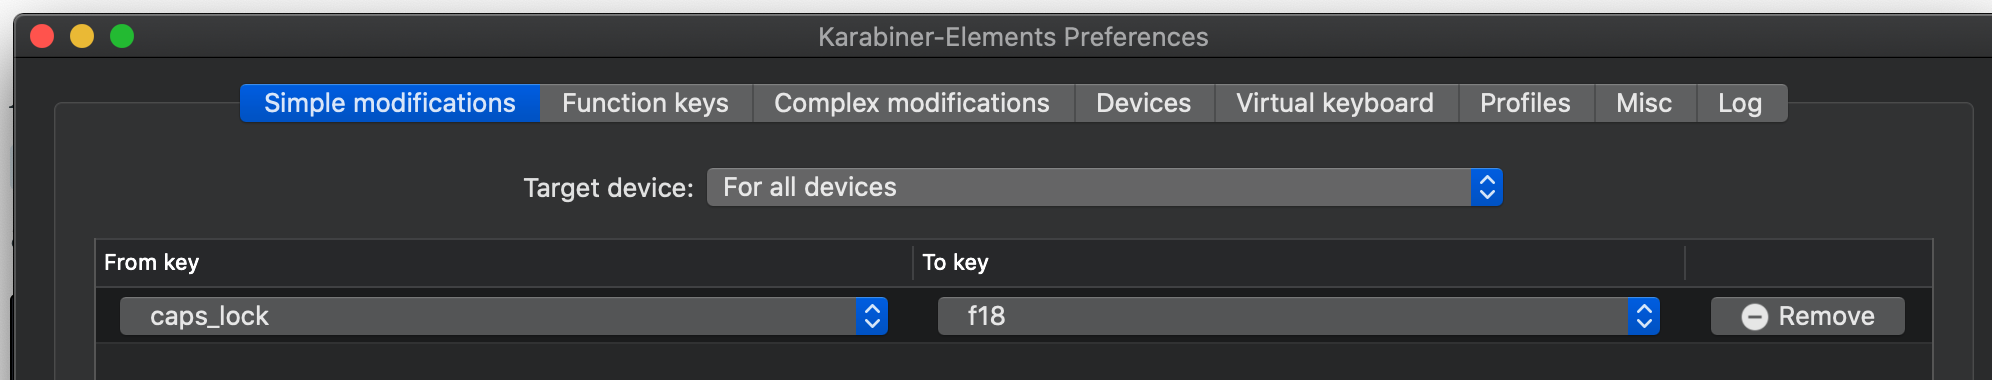 Karabiner-Elements Preferences
Simple modifications Function keys Complex modifications Devices Virtual keyboard Profiles Misc Log
Target device: For all devices
From key To key
caps_lock f18 Remove